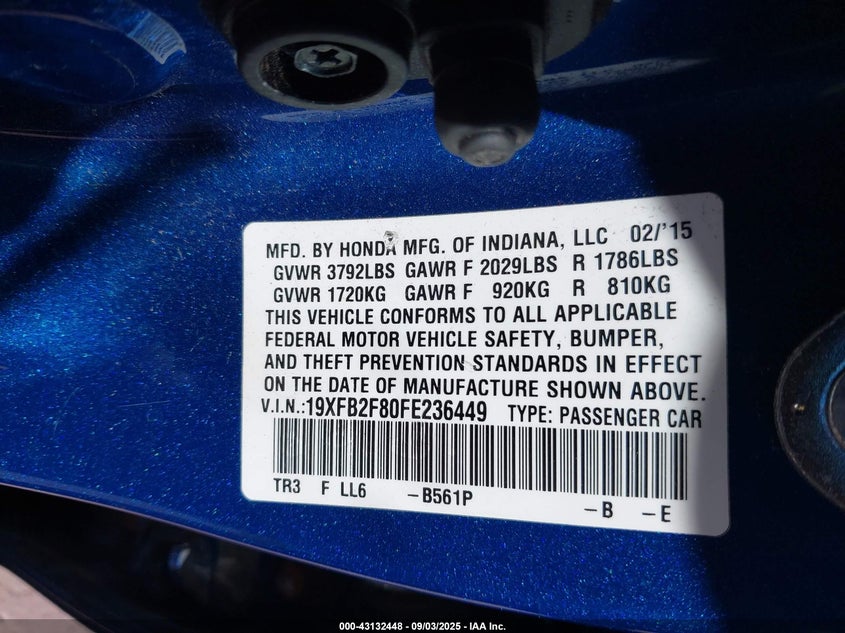 MFD. BY HONDA MFG. OF INDIANA, LLC 02/'15
GVWR 3792LBS GAWR F 2029LBS R 1786LBS
GVWR 1720KG GAWR F 920KG R 810KG
THIS VEHICLE CONFORMS TO ALL APPLICABLE
FEDERAL MOTOR VEHICLE SAFETY, BUMPER,
AND THEFT PREVENTION STANDARDS IN EFFECT
ON THE DATE OF MANUFACTURE SHOWN ABOVE.
V.I.N.:19XFB2F80FE236449 TYPE: PASSENGER CAR
TR3 F LL6 –B561P –B –E
000-43132448 - 09/03/2025 - IAA Inc.